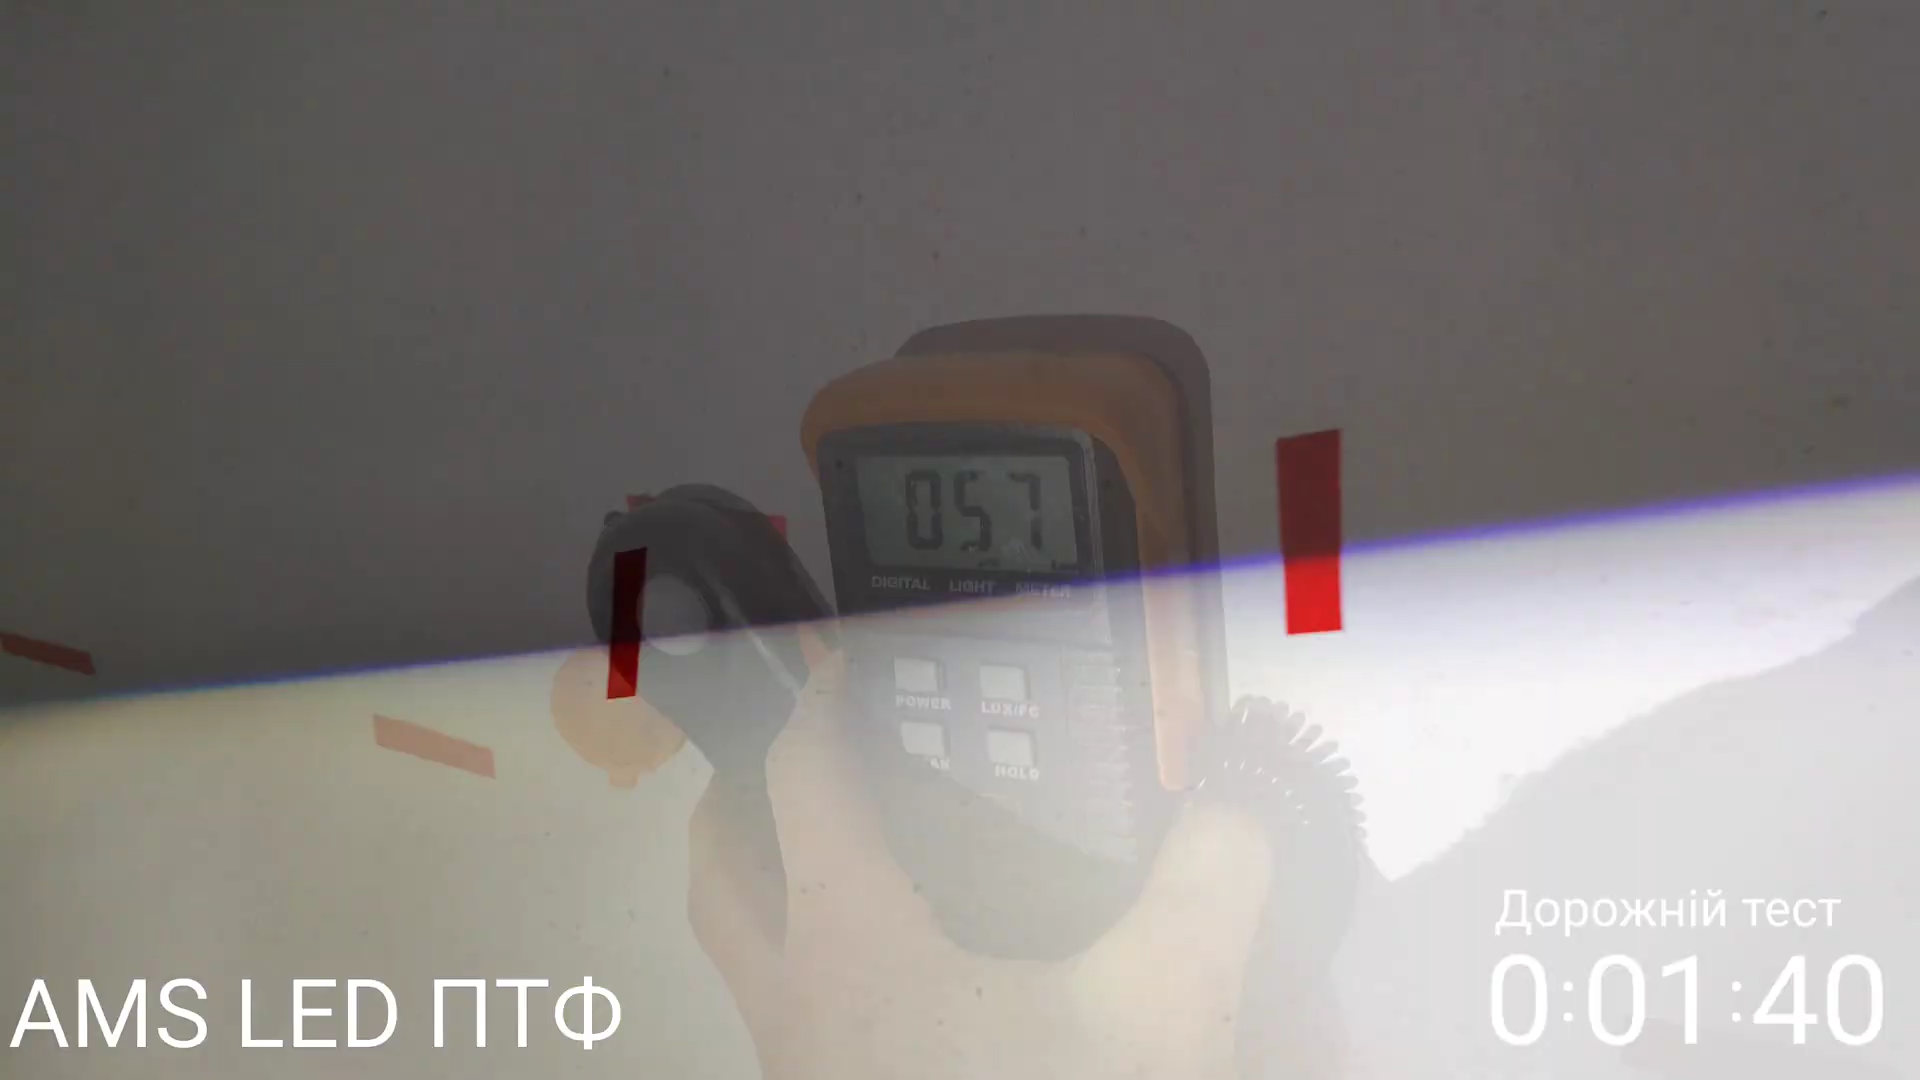 057
DIGITAL LIGHT METER
POWER LUX/FC
HOLD
Дорожній тест
0:01:40
AMS LED ПТФ